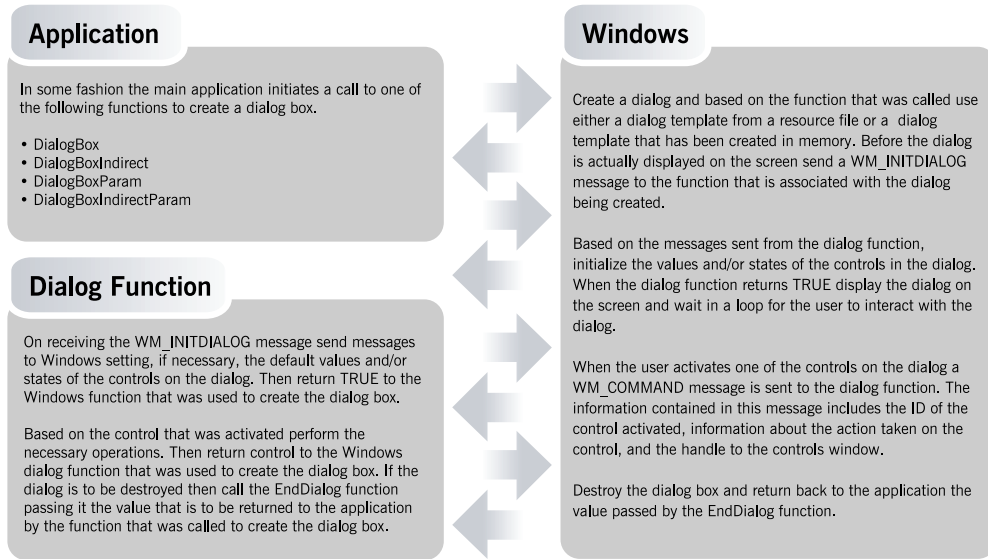 Application
In some fashion the main application initiates a call to one of
the following functions to create a dialog box.
• DialogBox
• DialogBoxIndirect
• DialogBoxParam
• DialogBoxIndirectParam
Dialog Function
On receiving the WM_INITDIALOG message send messages
to Windows setting, if necessary, the default values and/or
states of the controls on the dialog. Then return TRUE to the
Windows function that was used to create the dialog box.
Based on the control that was activated perform the
necessary operations. Then return control to the Windows
dialog function that was used to create the dialog box. If the
dialog is to be destroyed then call the EndDialog function
passing it the value that is to be returned to the application
by the function that was called to create the dialog box.
Windows
Create a dialog and based on the function that was called use
either a dialog template from a resource file or a dialog
template that has been created in memory. Before the dialog
is actually displayed on the screen send a WM_INITDIALOG
message to the function that is associated with the dialog
being created.
Based on the messages sent from the dialog function,
initialize the values and/or states of the controls in the dialog.
When the dialog function returns TRUE display the dialog on
the screen and wait in a loop for the user to interact with the
dialog.
When the user activates one of the controls on the dialog a
WM_COMMAND message is sent to the dialog function. The
information contained in this message includes the ID of the
control activated, information about the action taken on the
control, and the handle to the controls window.
Destroy the dialog box and return back to the application the
value passed by the EndDialog function.